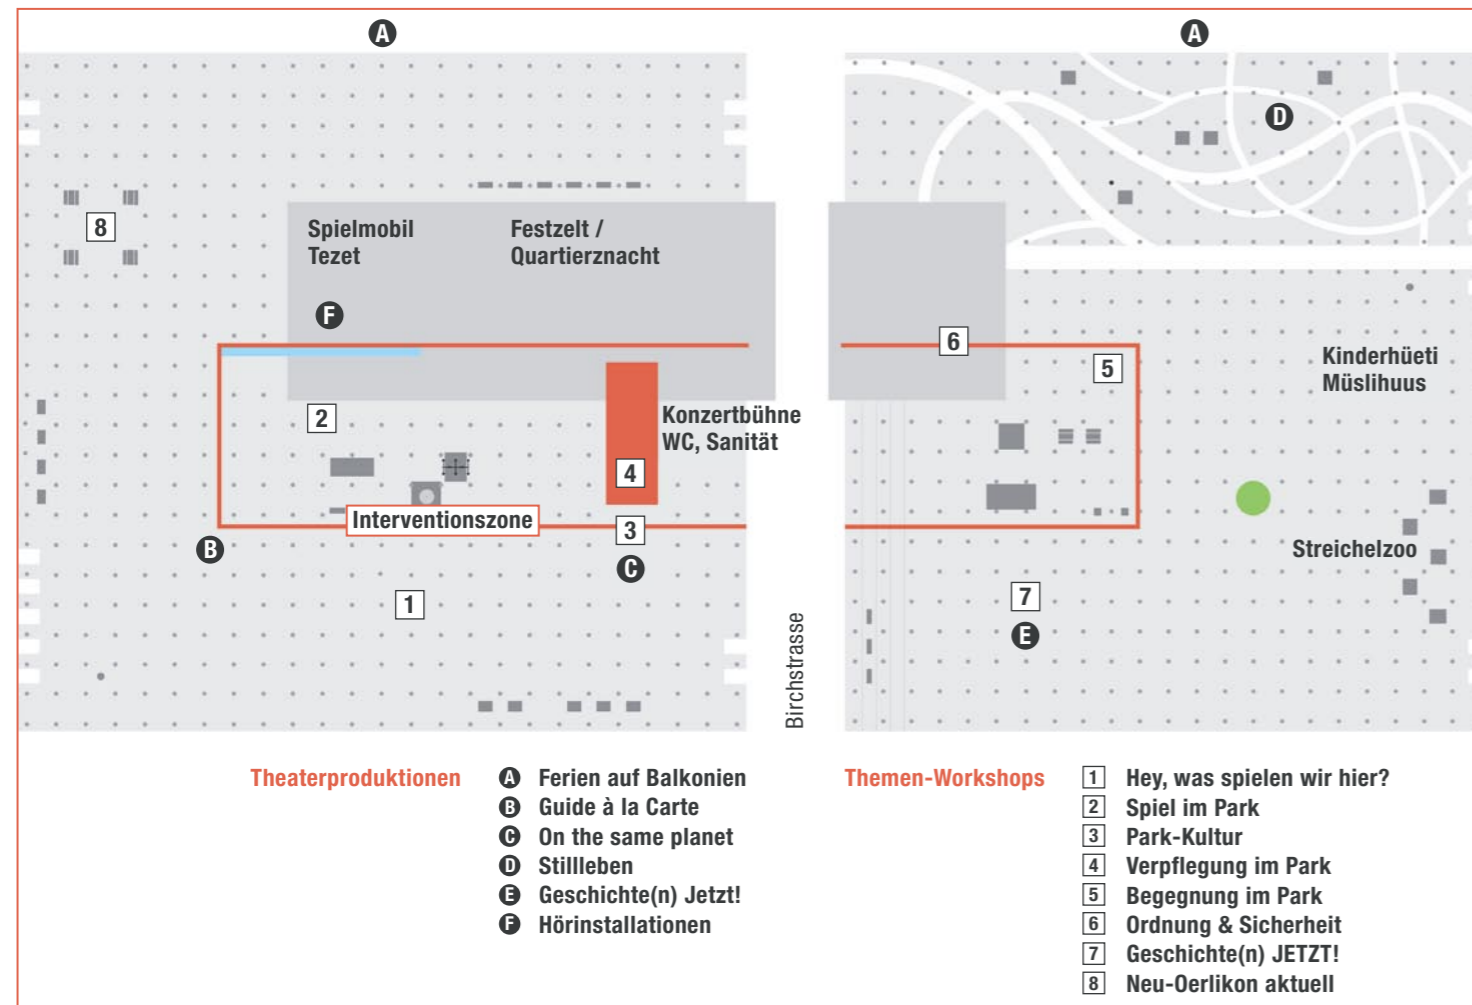 A
A
D
8
Spielmobil
Tezet
Festzelt /
Quartierznacht
F
6
5
Kinderhüeti
Müslihuus
2
Konzertbühne
WC, Sanität
4
Interventionszone
3
B
C
Streichelzoo
1
7
E
Birchstrasse
Theaterproduktionen
A Ferien auf Balkonien
B Guide à la Carte
C On the same planet
D Stillleben
E Geschichte(n) Jetzt!
F Hörinstallationen
Themen-Workshops
1 Hey, was spielen wir hier?
2 Spiel im Park
3 Park-Kultur
4 Verpflegung im Park
5 Begegnung im Park
6 Ordnung & Sicherheit
7 Geschichte(n) JETZT!
8 Neu-Oerlikon aktuell